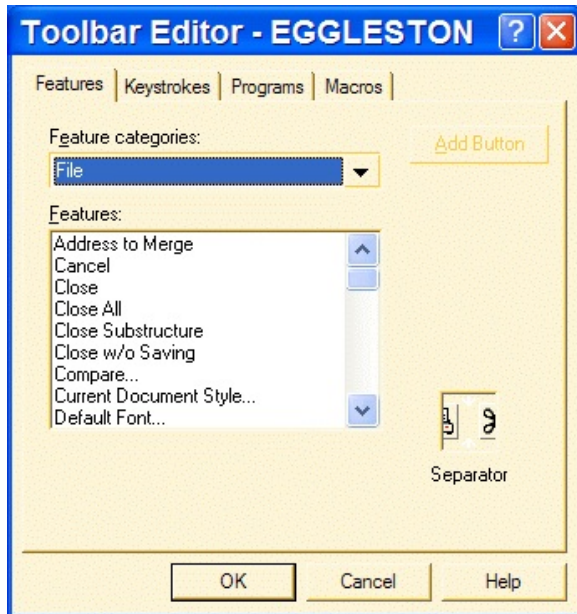 Toolbar Editor - EGGLESTON
Features Keystrokes Programs Macros
Feature categories:
Add Button
File
Features:
Address to Merge
Cancel
Close
Close All
Close Substructure
Close w/o Saving
Compare...
Current Document Style...
Default Font...
Separator
OK Cancel Help